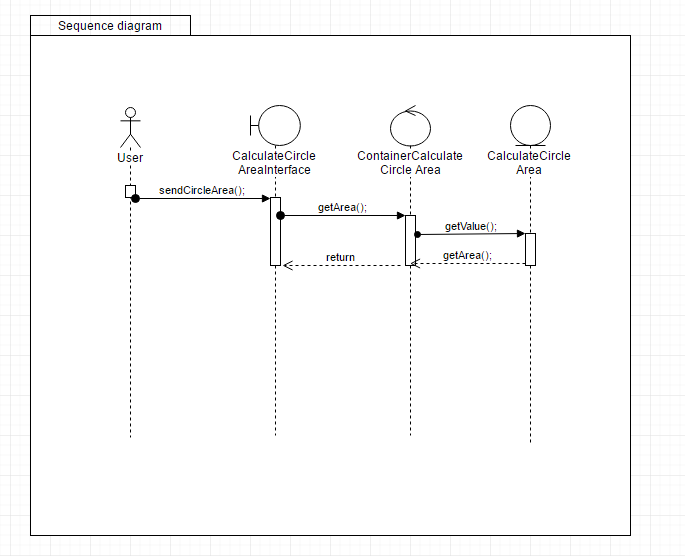 Sequence diagram
User
CalculateCircle
AreaInterface
ContainerCalculate
Circle Area
CalculateCircle
Area
sendCircleArea();
getArea();
getValue();
getArea();
return